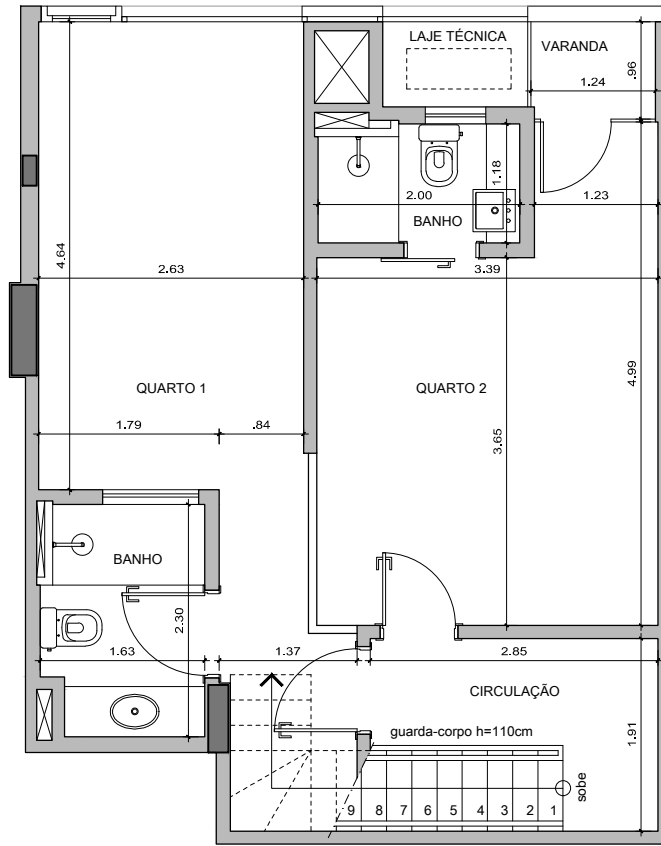 LAJE TÉCNICA
VARANDA
.96
1.24
1.18
2.00
1.23
BANHO
4.64
2.63
3.39
4.99
QUARTO 1
QUARTO 2
1.79
.84
3.65
BANHO
2.30
1.63
1.37
2.85
CIRCULAÇÃO
1.91
guarda-corpo h=110cm
sobe
9 8 7 6 5 4 3 2 1